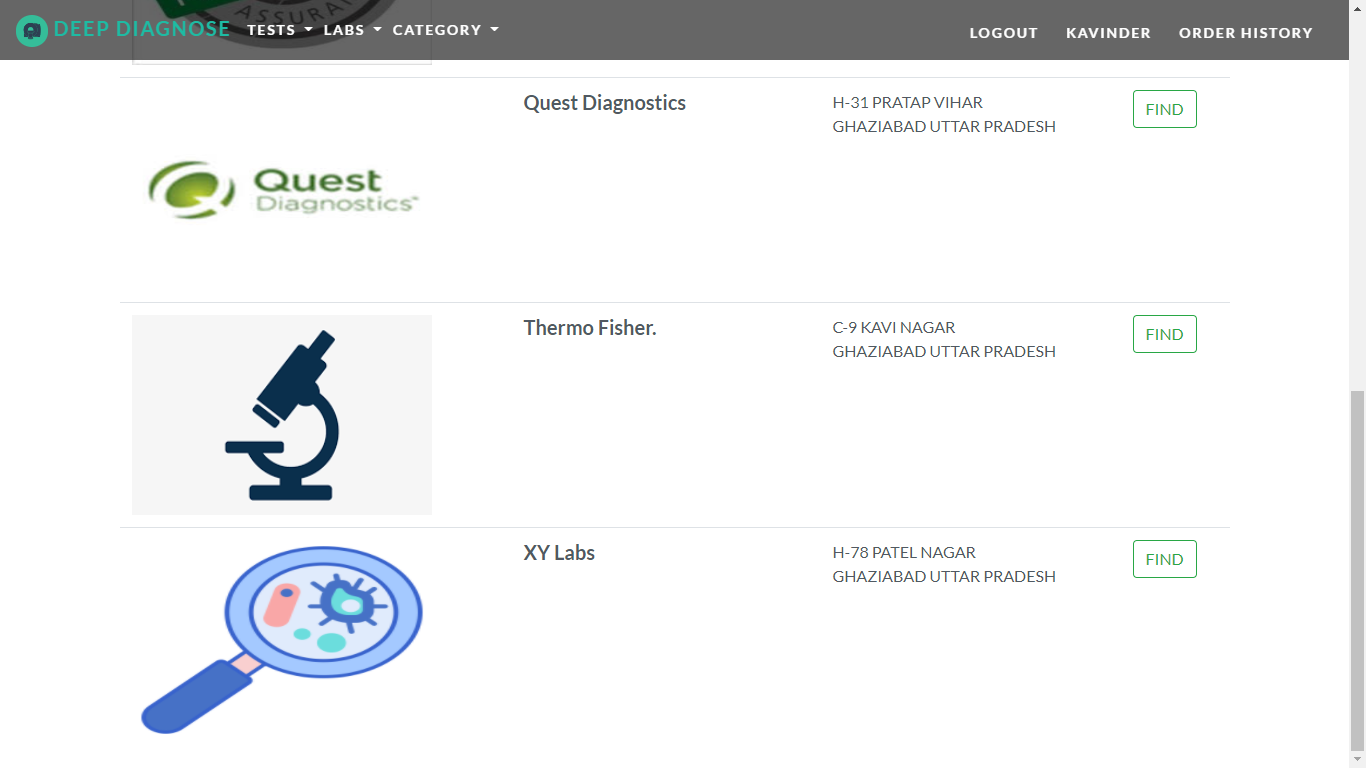 DEEP DIAGNOSE TESTS LABS CATEGORY LOGOUT KAVINDER ORDER HISTORY
Quest Diagnostics
H-31 PRATAP VIHAR
GHAZIABAD UTTAR PRADESH
FIND
Quest
Diagnostics™
Thermo Fisher.
C-9 KAVI NAGAR
GHAZIABAD UTTAR PRADESH
FIND
XY Labs
H-78 PATEL NAGAR
GHAZIABAD UTTAR PRADESH
FIND